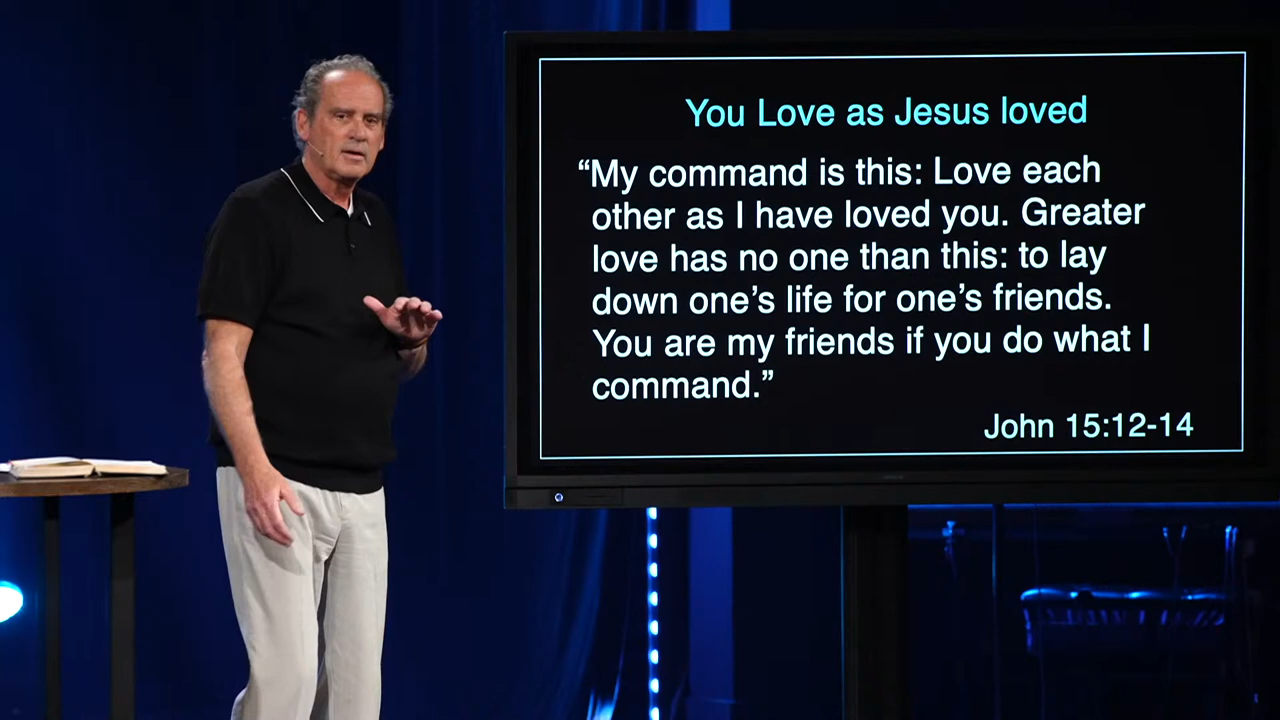 You Love as Jesus loved
“My command is this: Love each
other as I have loved you. Greater
love has no one than this: to lay
down one’s life for one’s friends.
You are my friends if you do what I
command.”
John 15:12-14